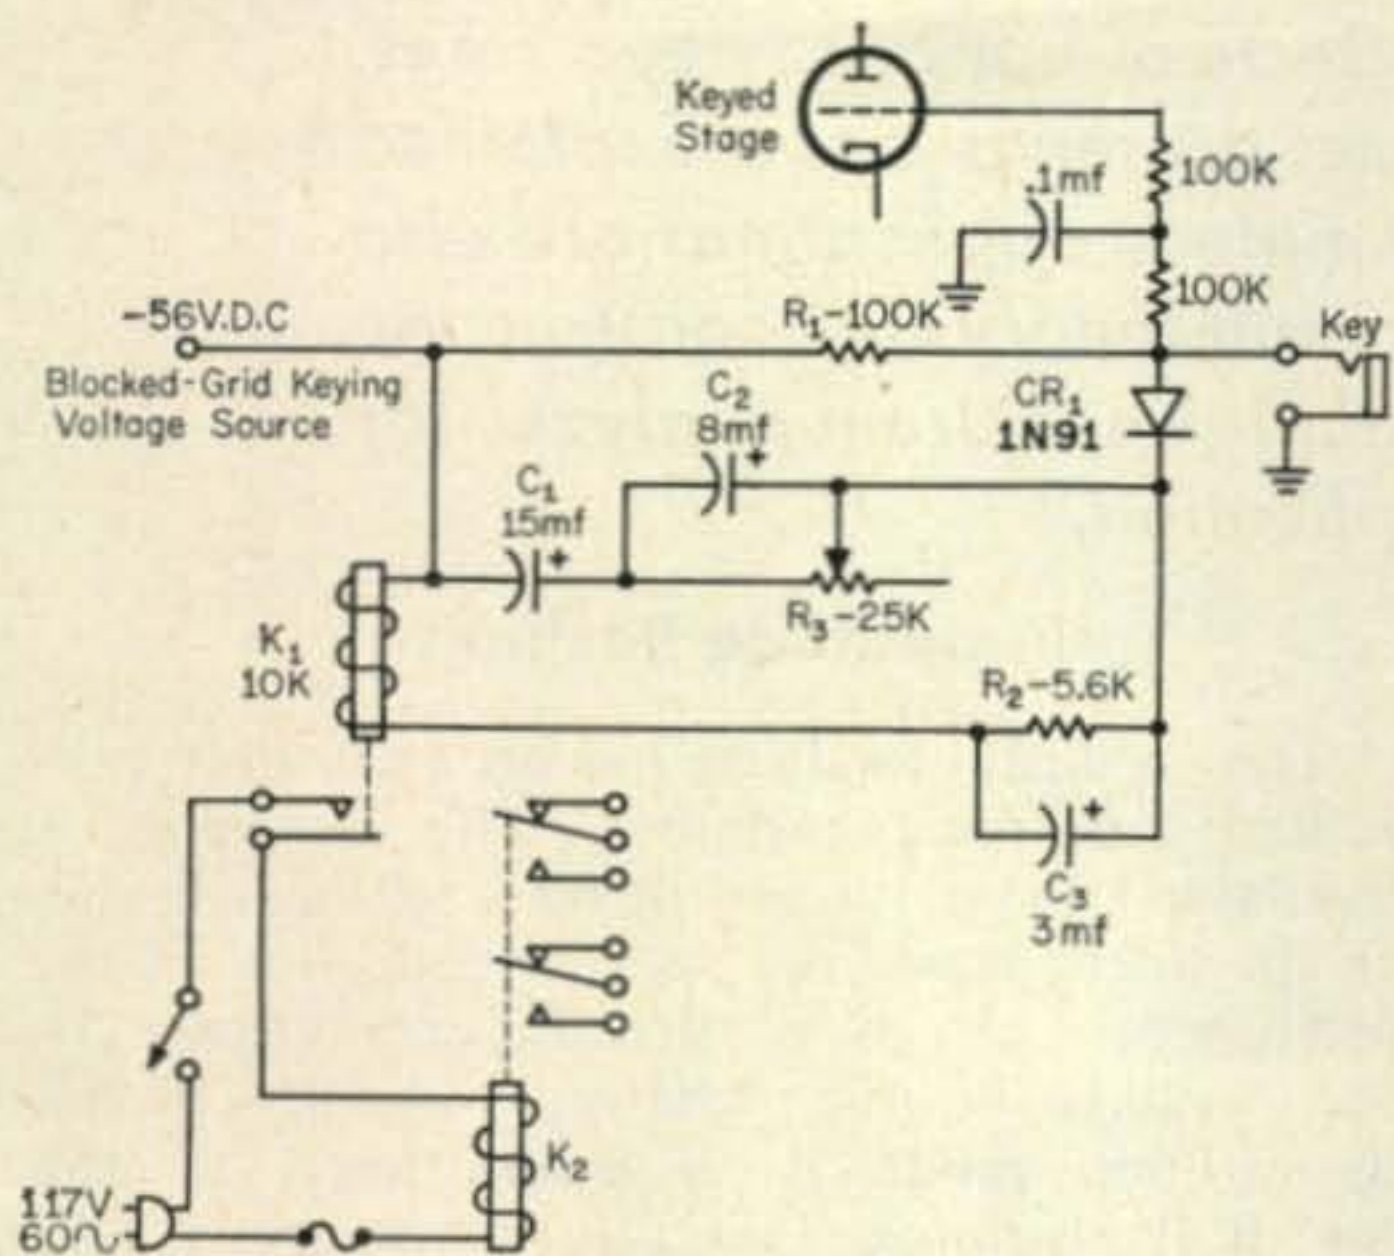 Keyed
Stage
.1mf
100K
100K
-56V.D.C
R₁-100K
Key
Blocked-Grid Keying
Voltage Source
C₂
8mf
+
CR₁
1N91
C₁
15mf
+
R₃-25K
K₁
10K
R₂-5.6K
+
C₃
3mf
K₂
117V
60∿